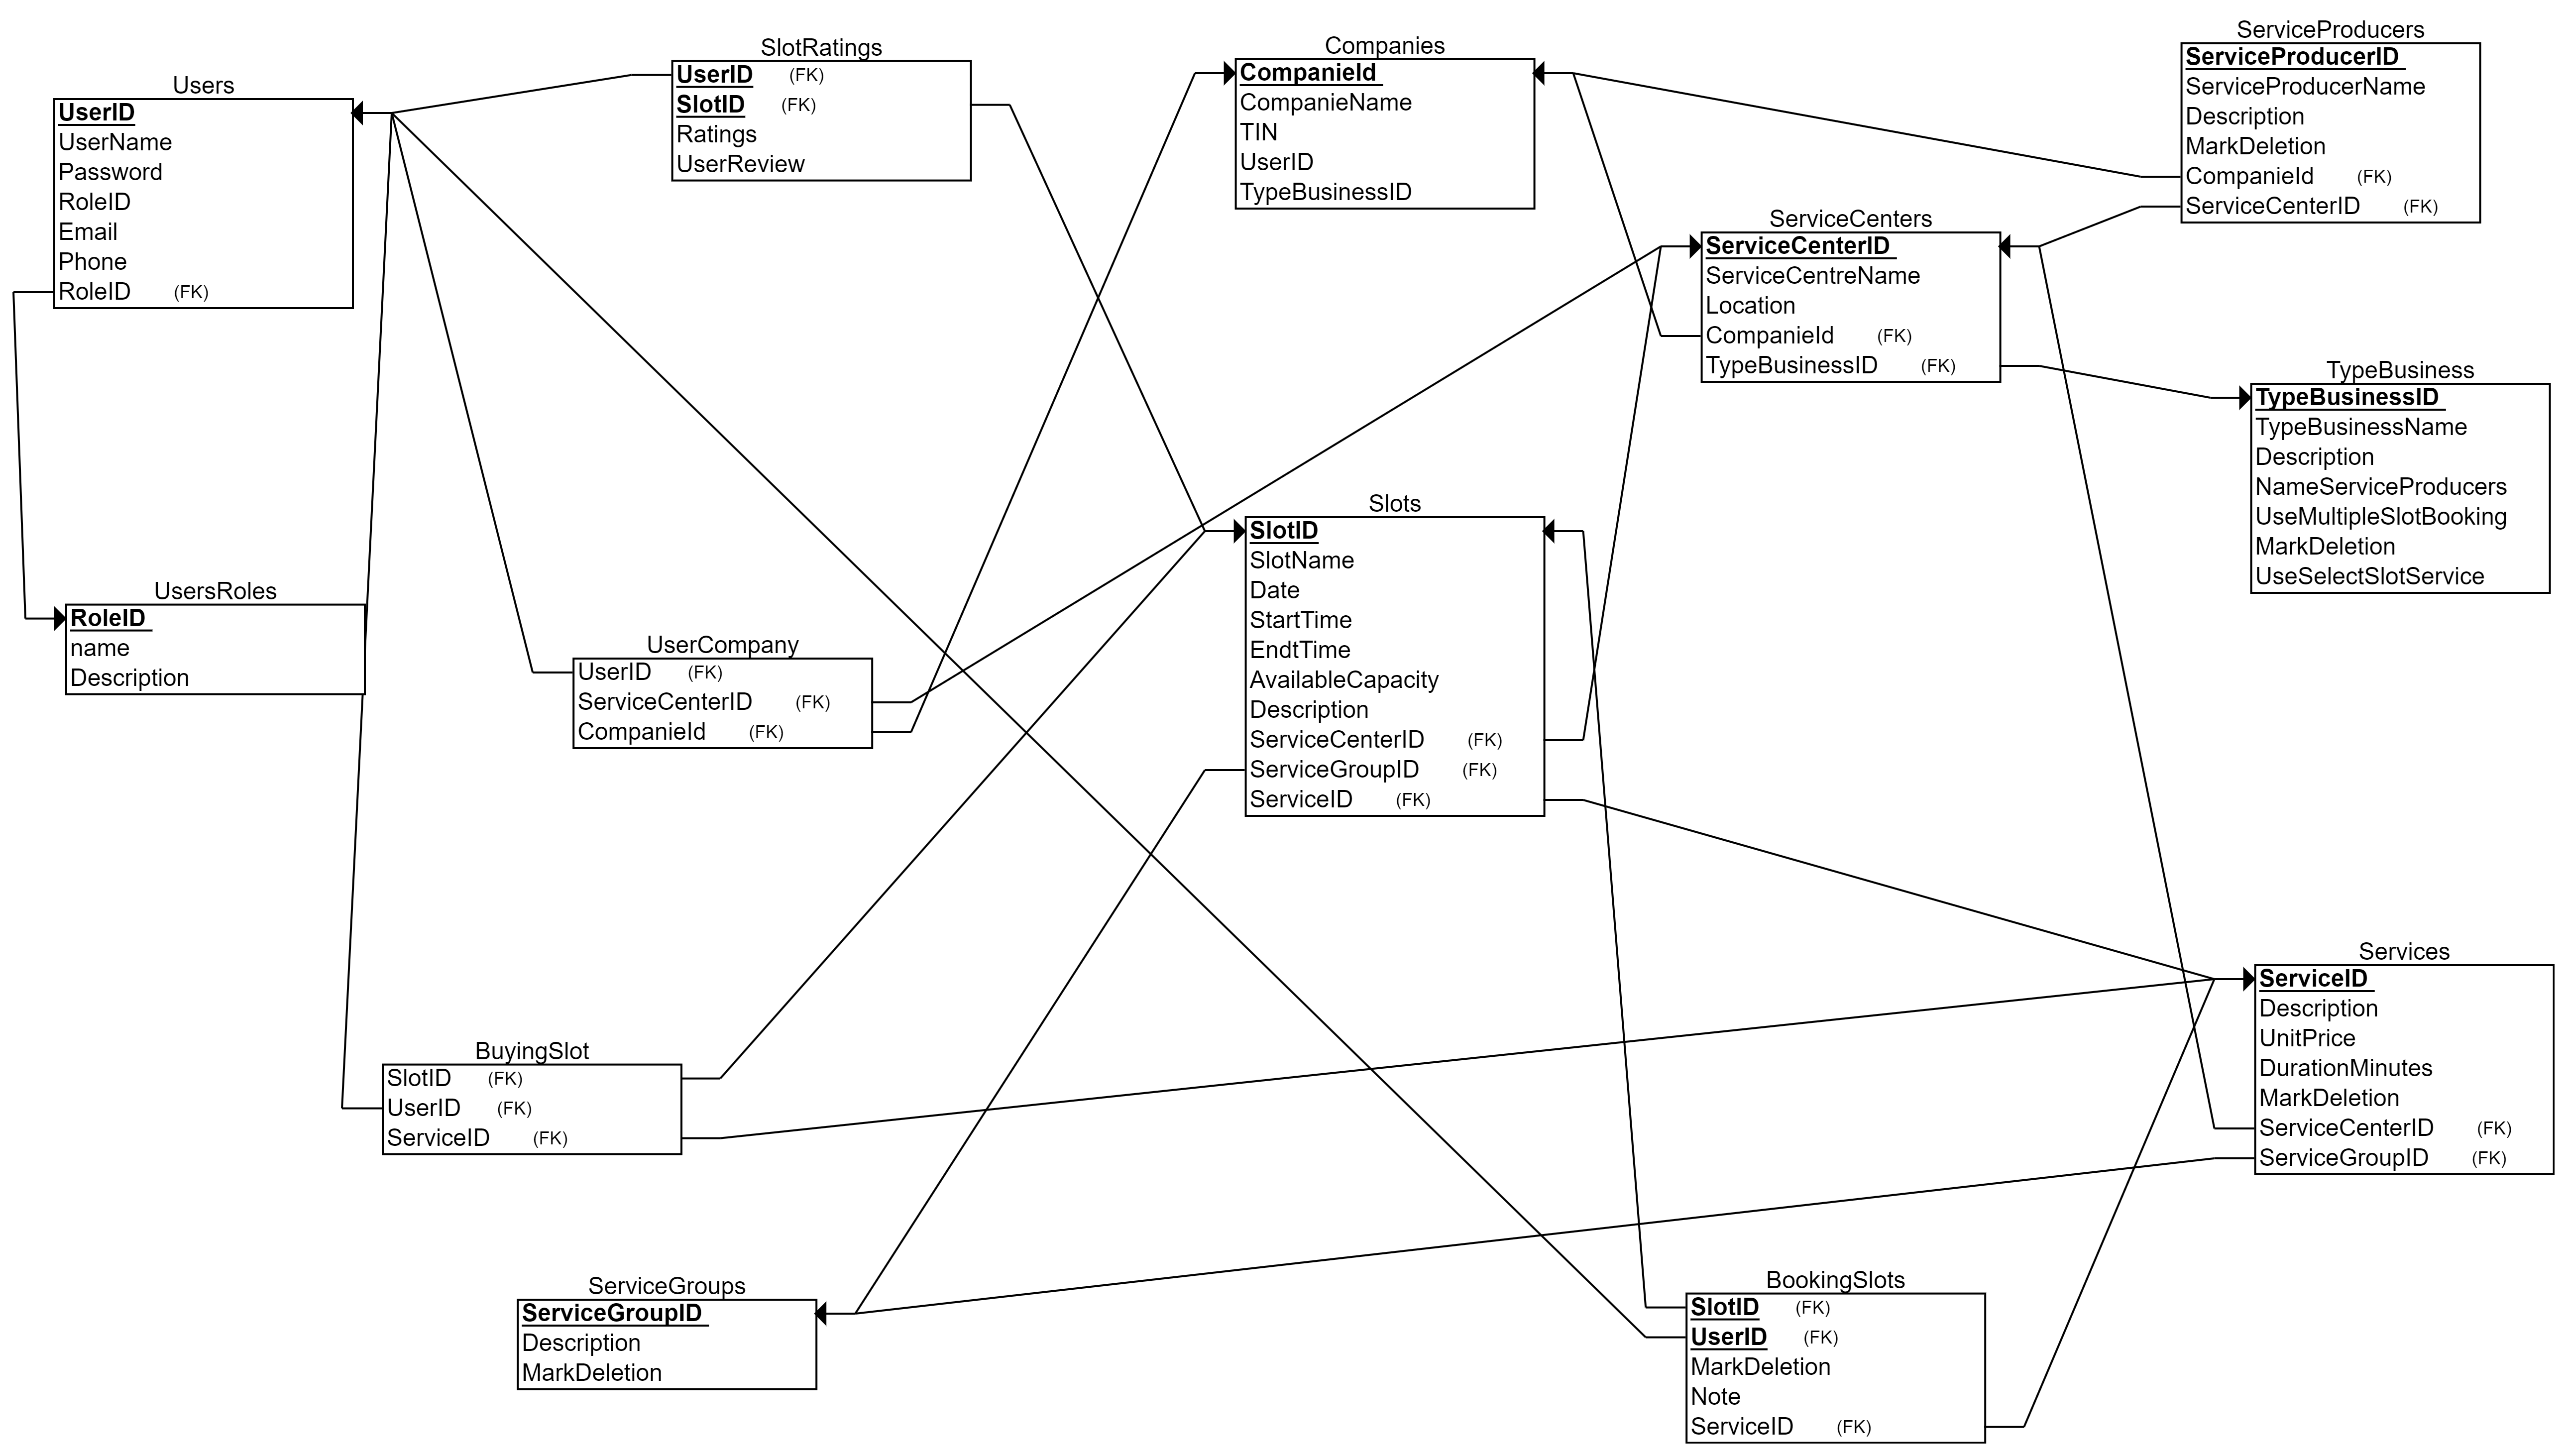 Users
UserID
UserName
Password
RoleID
Email
Phone
RoleID (FK)
SlotRatings
UserID (FK)
SlotID (FK)
Ratings
UserReview
Companies
CompanieId
CompanieName
TIN
UserID
TypeBusinessID
ServiceProducers
ServiceProducerID
ServiceProducerName
Description
MarkDeletion
CompanieId (FK)
ServiceCenterID (FK)
ServiceCenters
ServiceCenterID
ServiceCentreName
Location
CompanieId (FK)
TypeBusinessID (FK)
TypeBusiness
TypeBusinessID
TypeBusinessName
Description
NameServiceProducers
UseMultipleSlotBooking
MarkDeletion
UseSelectSlotService
Slots
SlotID
SlotName
Date
StartTime
EndtTime
AvailableCapacity
Description
ServiceCenterID (FK)
ServiceGroupID (FK)
ServiceID (FK)
UsersRoles
RoleID
name
Description
UserCompany
UserID (FK)
ServiceCenterID (FK)
CompanieId (FK)
Services
ServiceID
Description
UnitPrice
DurationMinutes
MarkDeletion
ServiceCenterID (FK)
ServiceGroupID (FK)
BuyingSlot
SlotID (FK)
UserID (FK)
ServiceID (FK)
ServiceGroups
ServiceGroupID
Description
MarkDeletion
BookingSlots
SlotID (FK)
UserID (FK)
MarkDeletion
Note
ServiceID (FK)